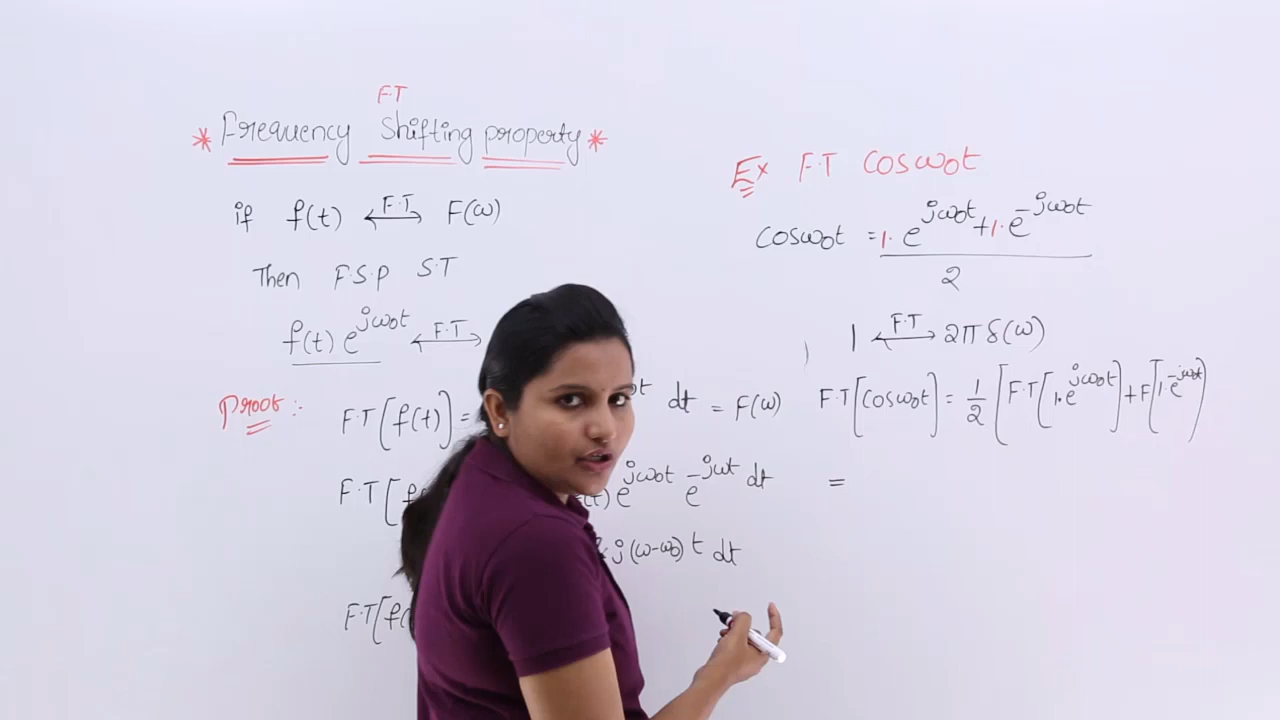 F.T
* Frequency Shifting property *
if f(t) <-F.T-> F(ω)
Then F.S.P S.T
f(t) e^{jω₀t} <-F.T->
Proof :-
F.T[f(t)] = dt = F(ω)
F.T[ e^{jω₀t} e^{-jωt} dt
j(ω-ω₀)t dt
F.T[f(
Ex F.T cosω₀t
cosω₀t = 1. e^{jω₀t} + 1. e^{-jω₀t}
2
1 <-F.T-> 2πδ(ω)
F.T[cosω₀t] = 1/2 [F.T[1.e^{jω₀t}] + F[1.e^{-jω₀t}]
=